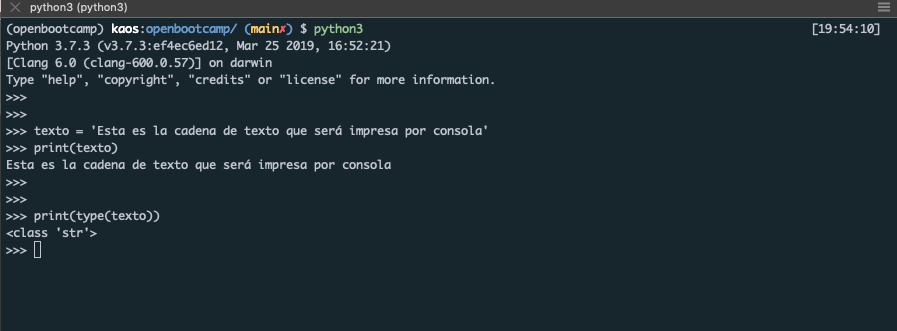 python3 (python3)
(openbootcamp) kaos:openbootcamp/ (main✗) $ python3 [19:54:10]
Python 3.7.3 (v3.7.3:ef4ec6ed12, Mar 25 2019, 16:52:21)
[Clang 6.0 (clang-600.0.57)] on darwin
Type "help", "copyright", "credits" or "license" for more information.
>>>
>>>
>>> texto = 'Esta es la cadena de texto que será impresa por consola'
>>> print(texto)
Esta es la cadena de texto que será impresa por consola
>>>
>>>
>>> print(type(texto))
<class 'str'>
>>>